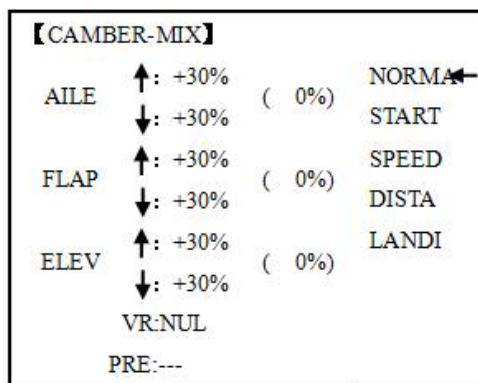 【CAMBER-MIX】
AILE ↑: +30% ( 0%) NORMA←
↓: +30% START
FLAP ↑: +30% ( 0%) SPEED
↓: +30% DISTA
ELEV ↑: +30% ( 0%) LANDI
↓: +30%
VR:NUL
PRE:---